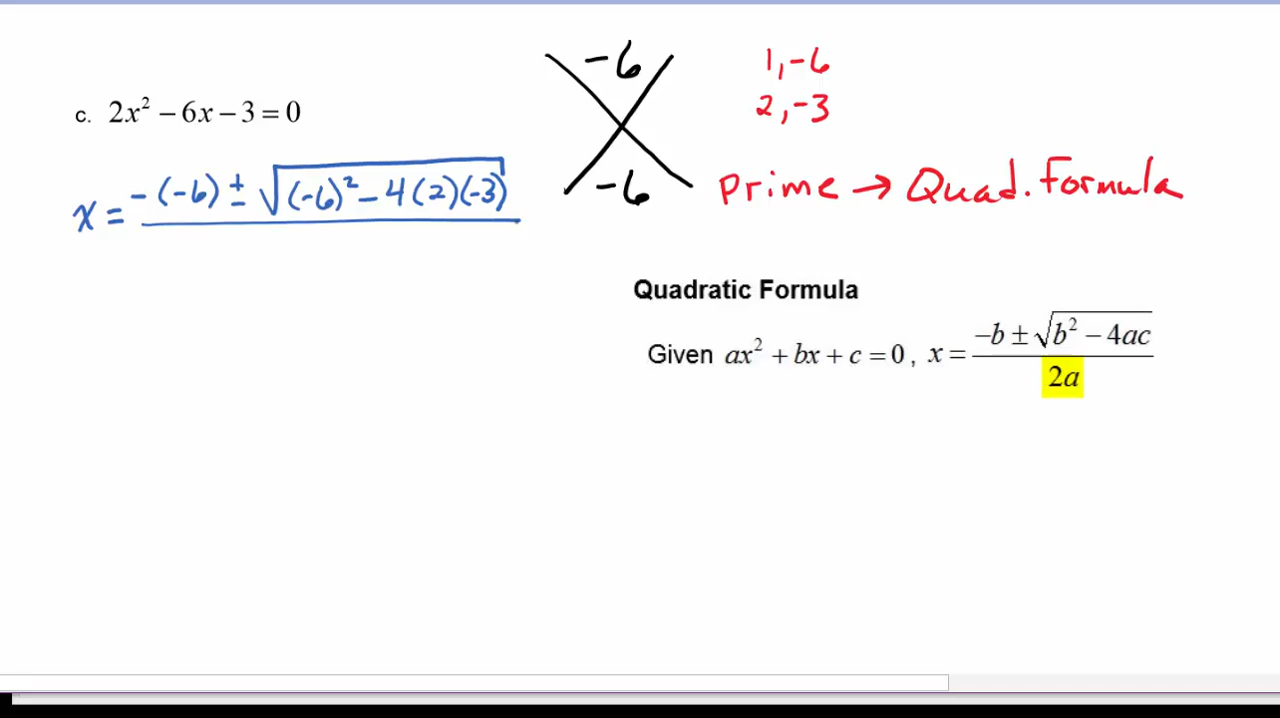 -6
1, -6
c. 2x² − 6x − 3 = 0
2, -3
-6
Prime → Quad. Formula
x = -(-6) ± √((-6)² - 4(2)(-3))
Quadratic Formula
Given ax² + bx + c = 0, x = (−b ± √(b² − 4ac)) / 2a